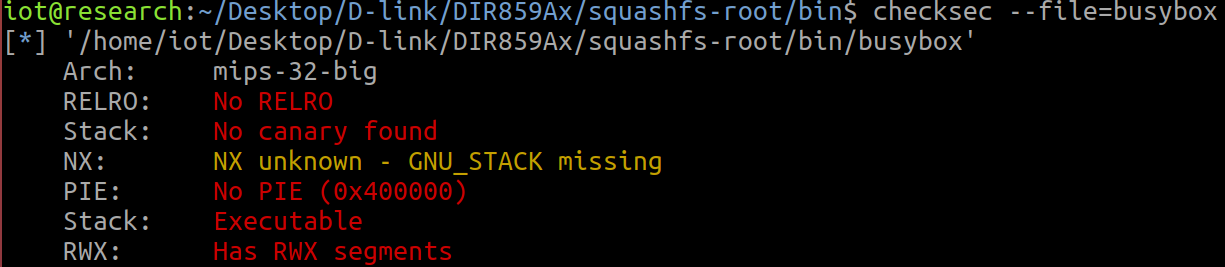 iot@research:~/Desktop/D-link/DIR859Ax/squashfs-root/bin$ checksec --file=busybox
[*] '/home/iot/Desktop/D-link/DIR859Ax/squashfs-root/bin/busybox'
    Arch:     mips-32-big
    RELRO:    No RELRO
    Stack:    No canary found
    NX:       NX unknown - GNU_STACK missing
    PIE:      No PIE (0x400000)
    Stack:    Executable
    RWX:      Has RWX segments